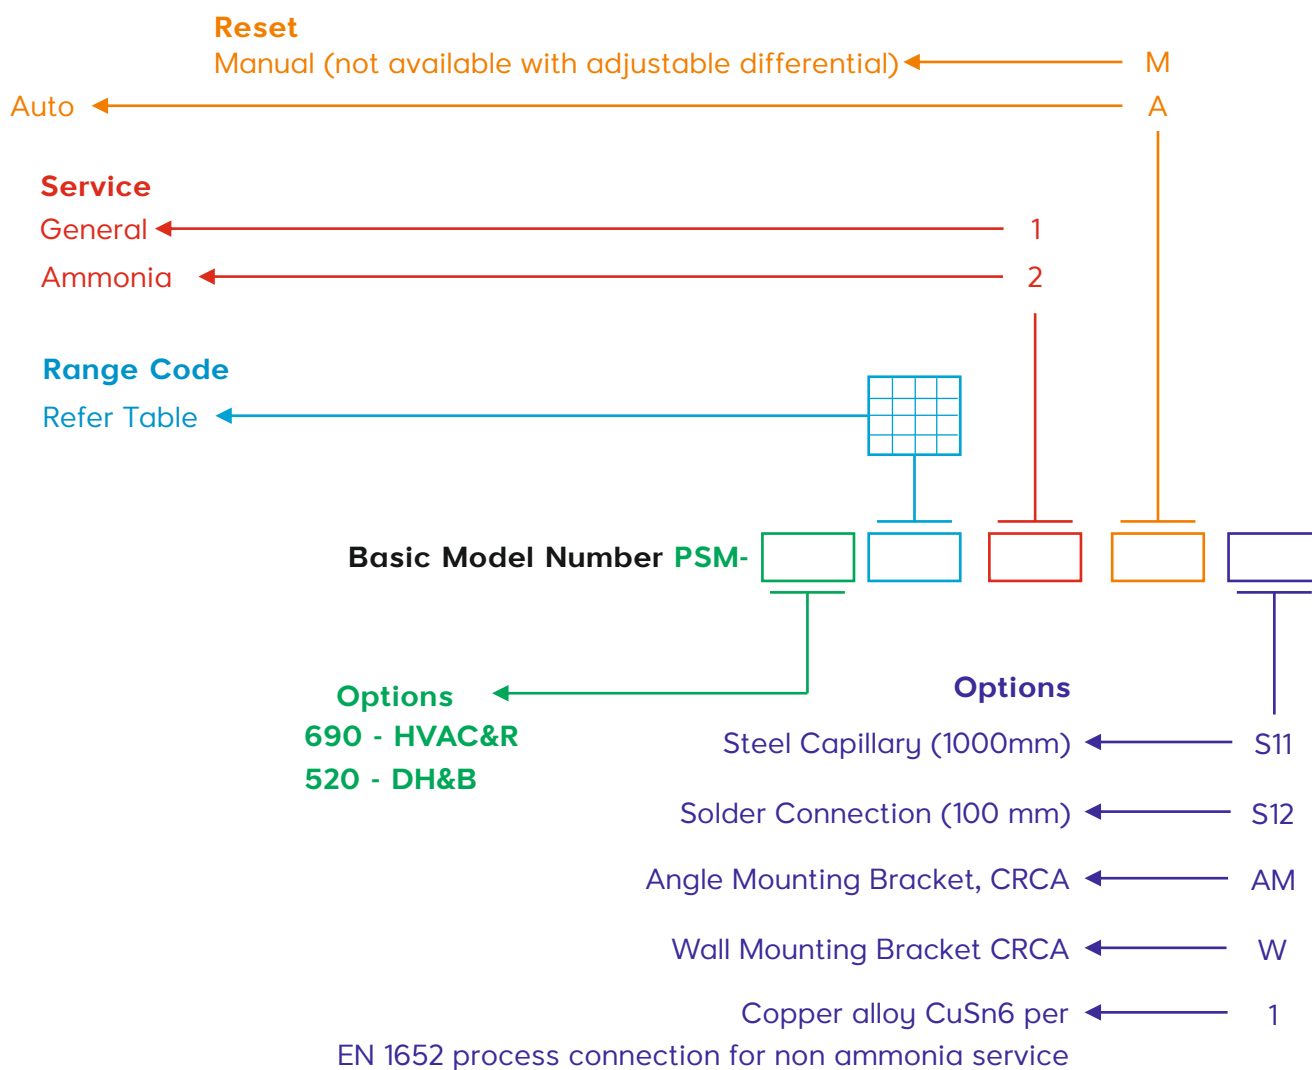 Reset
Manual (not available with adjustable differential) M
Auto A
Service
General 1
Ammonia 2
Range Code
Refer Table
Basic Model Number PSM-
Options
690 - HVAC&R
520 - DH&B
Options
Steel Capillary (1000mm) S11
Solder Connection (100 mm) S12
Angle Mounting Bracket, CRCA AM
Wall Mounting Bracket CRCA W
Copper alloy CuSn6 per 1
EN 1652 process connection for non ammonia service